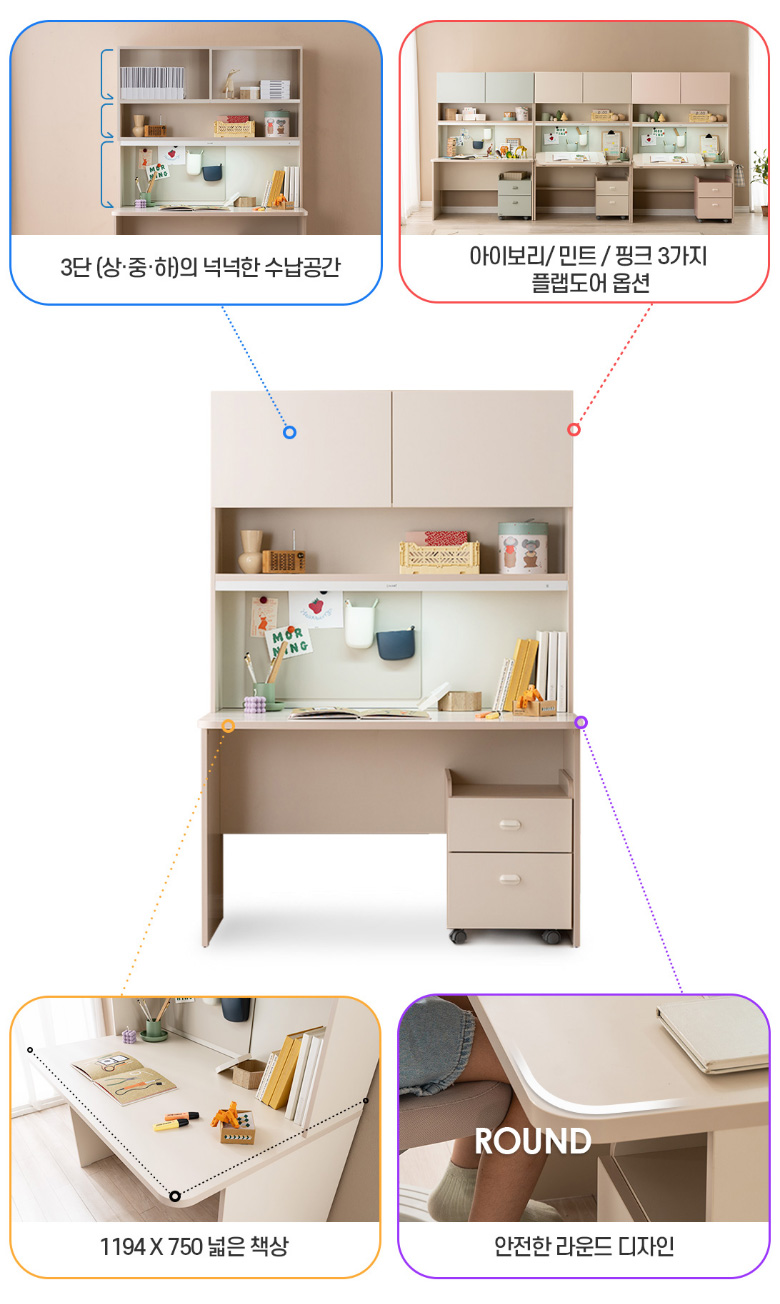 3단 (상·중·하)의 넉넉한 수납공간
아이보리/ 민트 / 핑크 3가지
플랩도어 옵션
MOR
NING
MOR
NING
ROUND
1194 X 750 넓은 책상
안전한 라운드 디자인